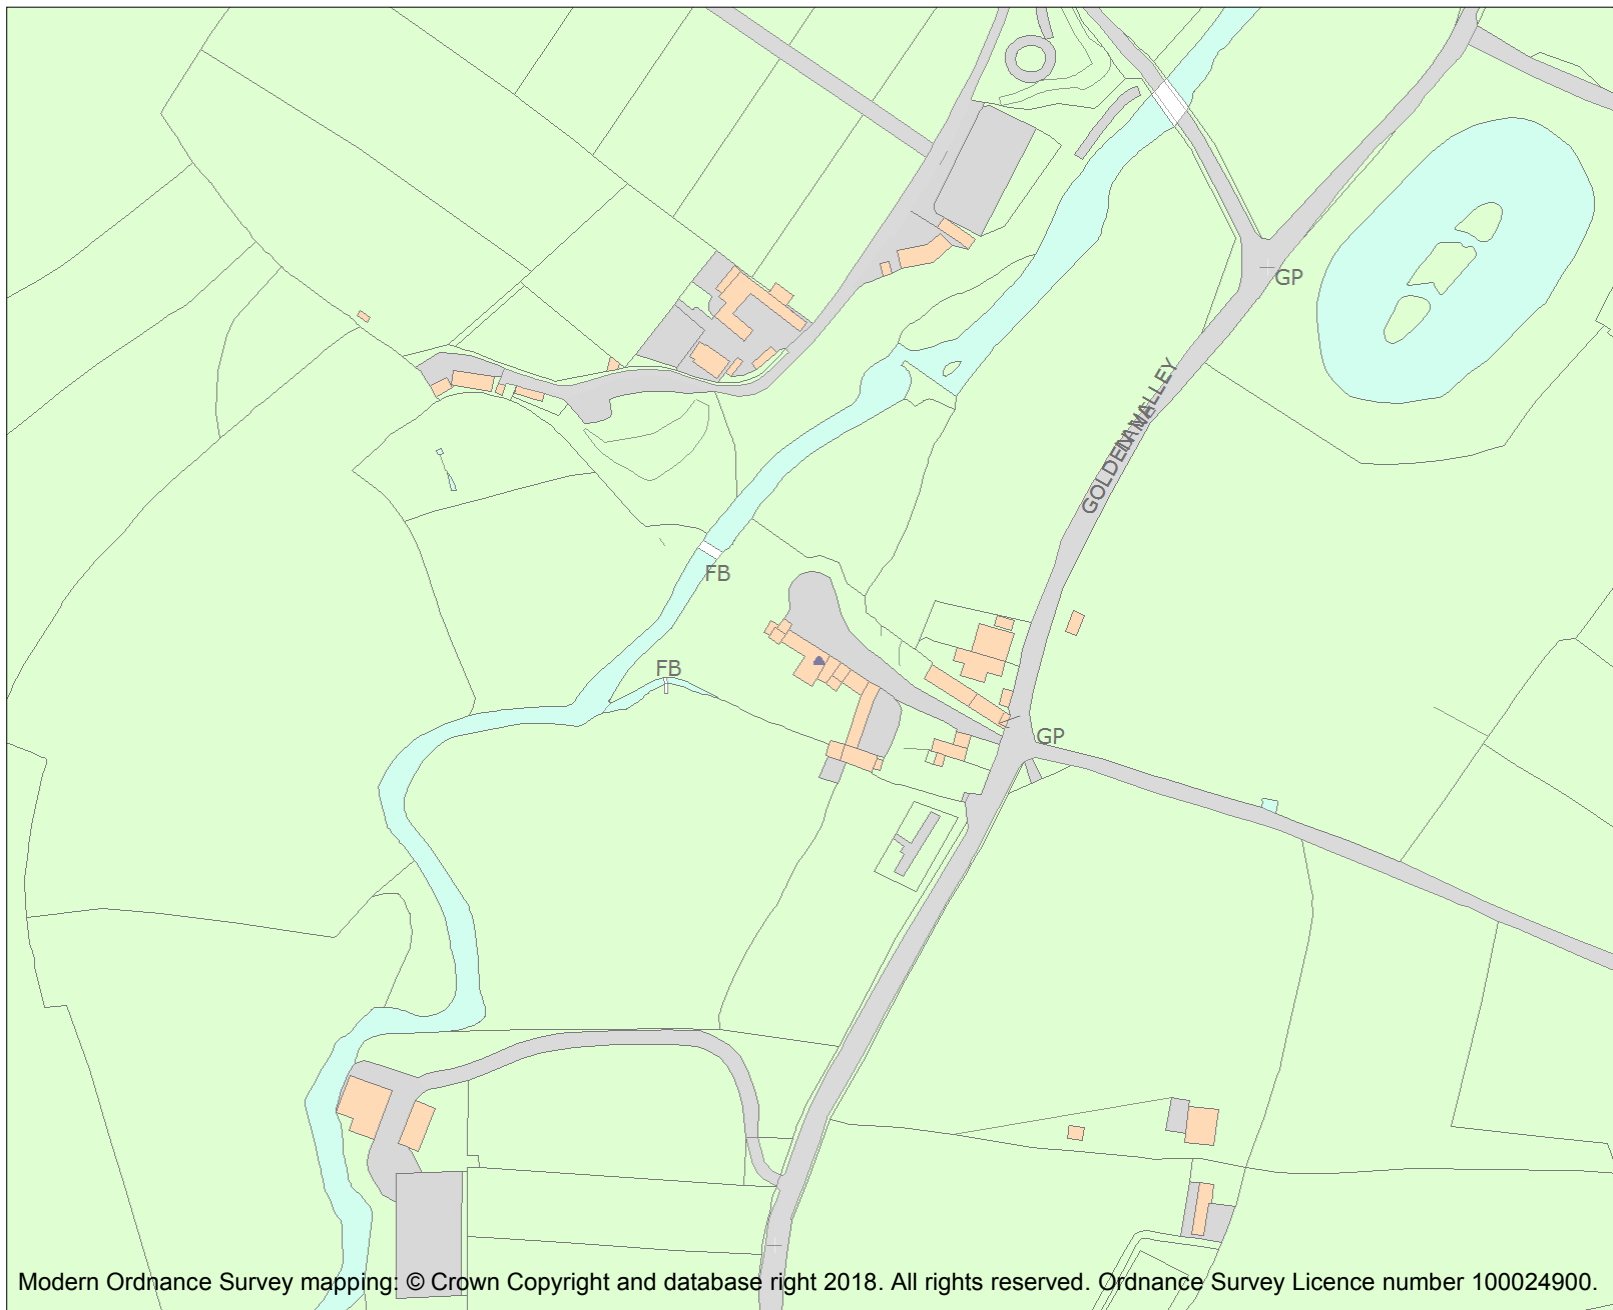 GP
GOLDEN VALLEY
LANE
FB
FB
GP
Modern Ordnance Survey mapping: © Crown Copyright and database right 2018. All rights reserved. Ordnance Survey Licence number 100024900.